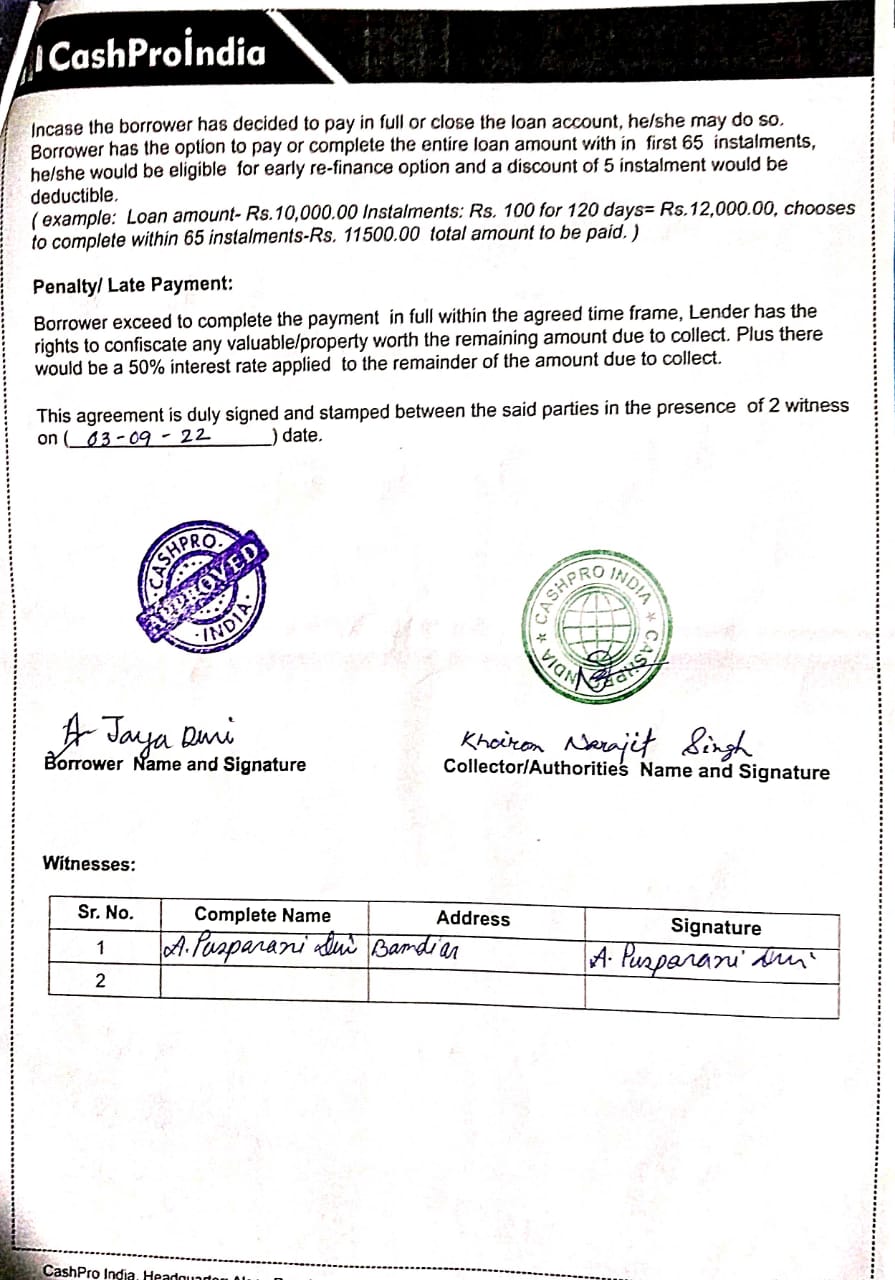 CashProIndia
Incase the borrower has decided to pay in full or close the loan account, he/she may do so.
Borrower has the option to pay or complete the entire loan amount with in first 65 instalments,
he/she would be eligible for early re-finance option and a discount of 5 instalment would be
deductible.
( example: Loan amount- Rs.10,000.00 Instalments: Rs. 100 for 120 days= Rs.12,000.00, chooses
to complete within 65 instalments-Rs. 11500.00 total amount to be paid. )
Penalty/ Late Payment:
Borrower exceed to complete the payment in full within the agreed time frame, Lender has the
rights to confiscate any valuable/property worth the remaining amount due to collect. Plus there
would be a 50% interest rate applied to the remainder of the amount due to collect.
This agreement is duly signed and stamped between the said parties in the presence of 2 witness
on ( 03-09-22 ) date.
CASHPRO
APPROVED
INDIA
CASHPRO INDIA ★ CASHPRO INDIA ★
A Jaya Devi
Khoirom Narajit Singh
Borrower Name and Signature
Collector/Authorities Name and Signature
Witnesses:
Sr. No. Complete Name Address Signature
1 A. Pusparani Devi Bamdiar A. Pusparani Devi
2
CashPro India,